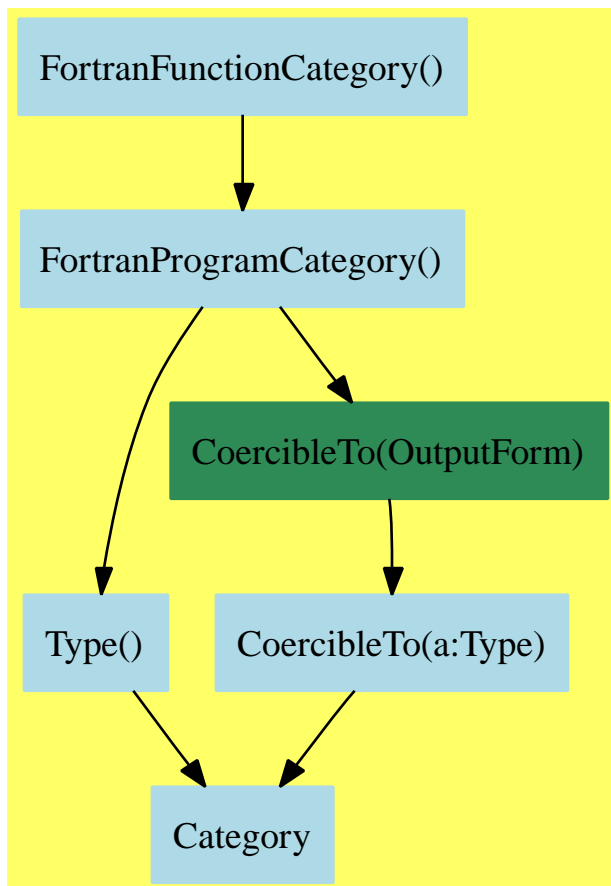 FortranFunctionCategory()
FortranProgramCategory()
CoercibleTo(OutputForm)
Type()
CoercibleTo(a:Type)
Category